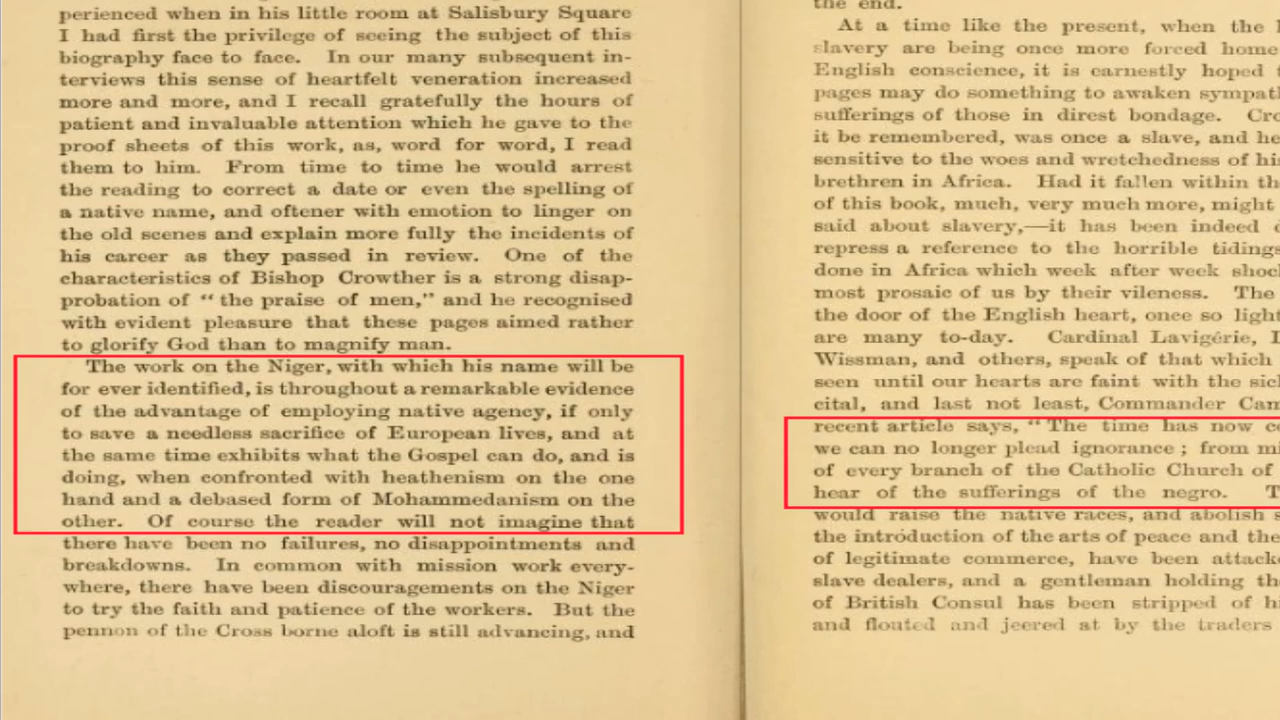 perienced when in his little room at Salisbury Square
I had first the privilege of seeing the subject of this
biography face to face. In our many subsequent in-
terviews this sense of heartfelt veneration increased
more and more, and I recall gratefully the hours of
patient and invaluable attention which he gave to the
proof sheets of this work, as, word for word, I read
them to him. From time to time he would arrest
the reading to correct a date or even the spelling of
a native name, and oftener with emotion to linger on
the old scenes and explain more fully the incidents of
his career as they passed in review. One of the
characteristics of Bishop Crowther is a strong disap-
probation of “the praise of men,” and he recognised
with evident pleasure that these pages aimed rather
to glorify God than to magnify man.
The work on the Niger, with which his name will be
for ever identified, is throughout a remarkable evidence
of the advantage of employing native agency, if only
to save a needless sacrifice of European lives, and at
the same time exhibits what the Gospel can do, and is
doing, when confronted with heathenism on the one
hand and a debased form of Mohammedanism on the
other. Of course the reader will not imagine that
there have been no failures, no disappointments and
breakdowns. In common with mission work every-
where, there have been discouragements on the Niger
to try the faith and patience of the workers. But the
pennon of the Cross borne aloft is still advancing, and
the end.
At a time like the present, when the
slavery are being once more forced home
English conscience, it is earnestly hoped
pages may do something to awaken sympat
sufferings of those in direst bondage. Cro
it be remembered, was once a slave, and he
sensitive to the woes and wretchedness of his
brethren in Africa. Had it fallen within th
of this book, much, very much more, might
said about slavery,—it has been indeed
repress a reference to the horrible tidings
done in Africa which week after week shoc
most prosaic of us by their vileness. The
the door of the English heart, once so light
are many to-day. Cardinal Lavigérie,
Wissman, and others, speak of that which
seen until our hearts are faint with the sic
cital, and last not least, Commander Cam
recent article says, “The time has now co
we can no longer plead ignorance; from mi
of every branch of the Catholic Church of
hear of the sufferings of the negro. T
would raise the native races, and abolish s
the introduction of the arts of peace and the
of legitimate commerce, have been attack
slave dealers, and a gentleman holding the
of British Consul has been stripped of hi
and flouted and jeered at by the traders